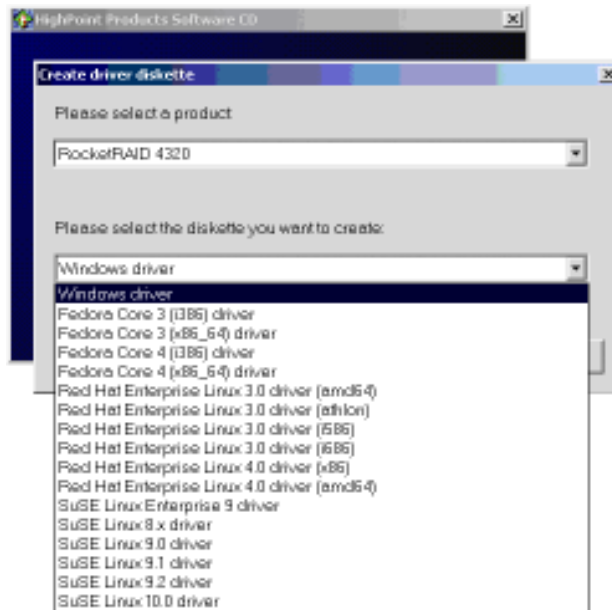 HighPoint Products Software CD
Create driver diskette
Please select a product
RocketRAID 4320
Please select the diskette you want to create:
Windows driver
Windows driver
Fedora Core 3 (i386) driver
Fedora Core 3 (x86_64) driver
Fedora Core 4 (i386) driver
Fedora Core 4 (x86_64) driver
Red Hat Enterprise Linux 3.0 driver (amd64)
Red Hat Enterprise Linux 3.0 driver (athlon)
Red Hat Enterprise Linux 3.0 driver (i586)
Red Hat Enterprise Linux 3.0 driver (i686)
Red Hat Enterprise Linux 4.0 driver (x86)
Red Hat Enterprise Linux 4.0 driver (amd64)
SuSE Linux Enterprise 9 driver
SuSE Linux 8.x driver
SuSE Linux 9.0 driver
SuSE Linux 9.1 driver
SuSE Linux 9.2 driver
SuSE Linux 10.0 driver